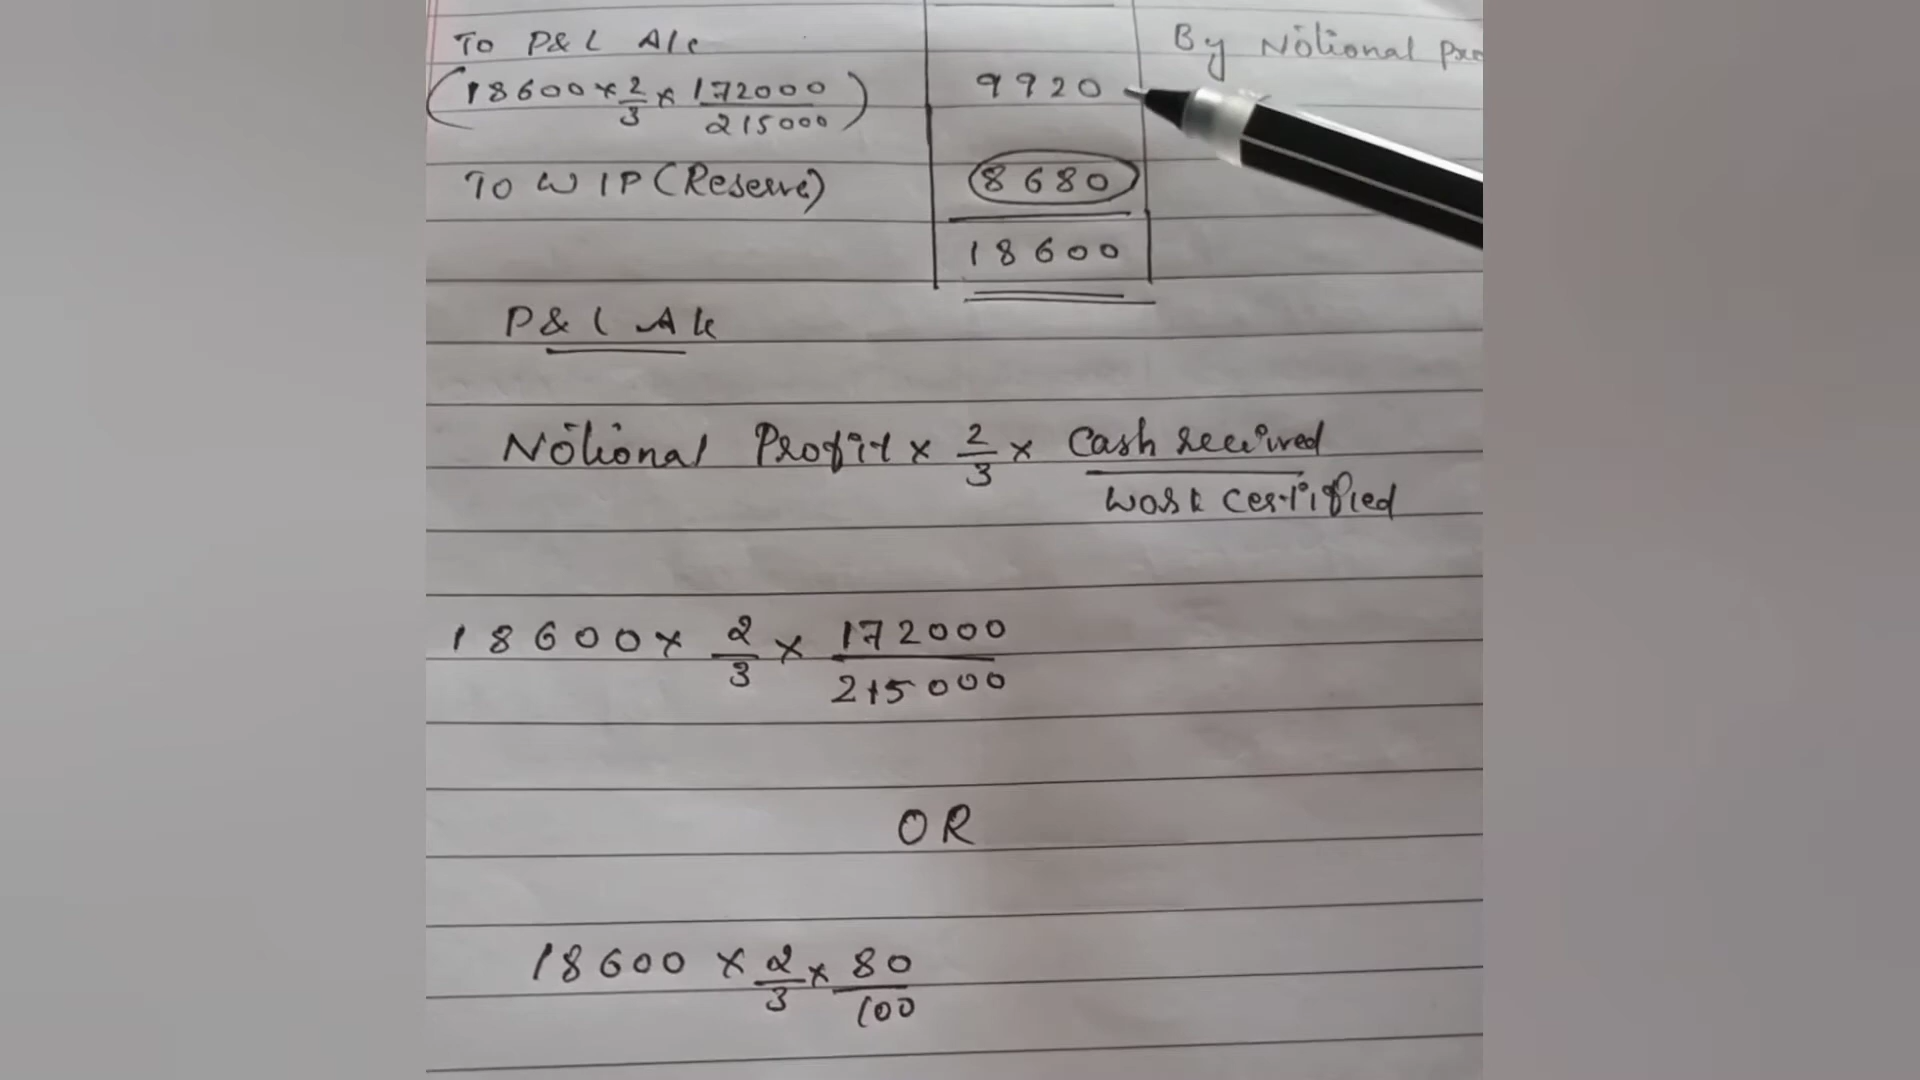 To P&L A/c
By Notional
(18600 × 2/3 × 172000/215000)
9920
To WIP (Reserve)
8680
18600
P&L A/c
Notional Profit × 2/3 × Cash received/work certified
18600 × 2/3 × 172000/215000
OR
18600 × 2/3 × 80/100